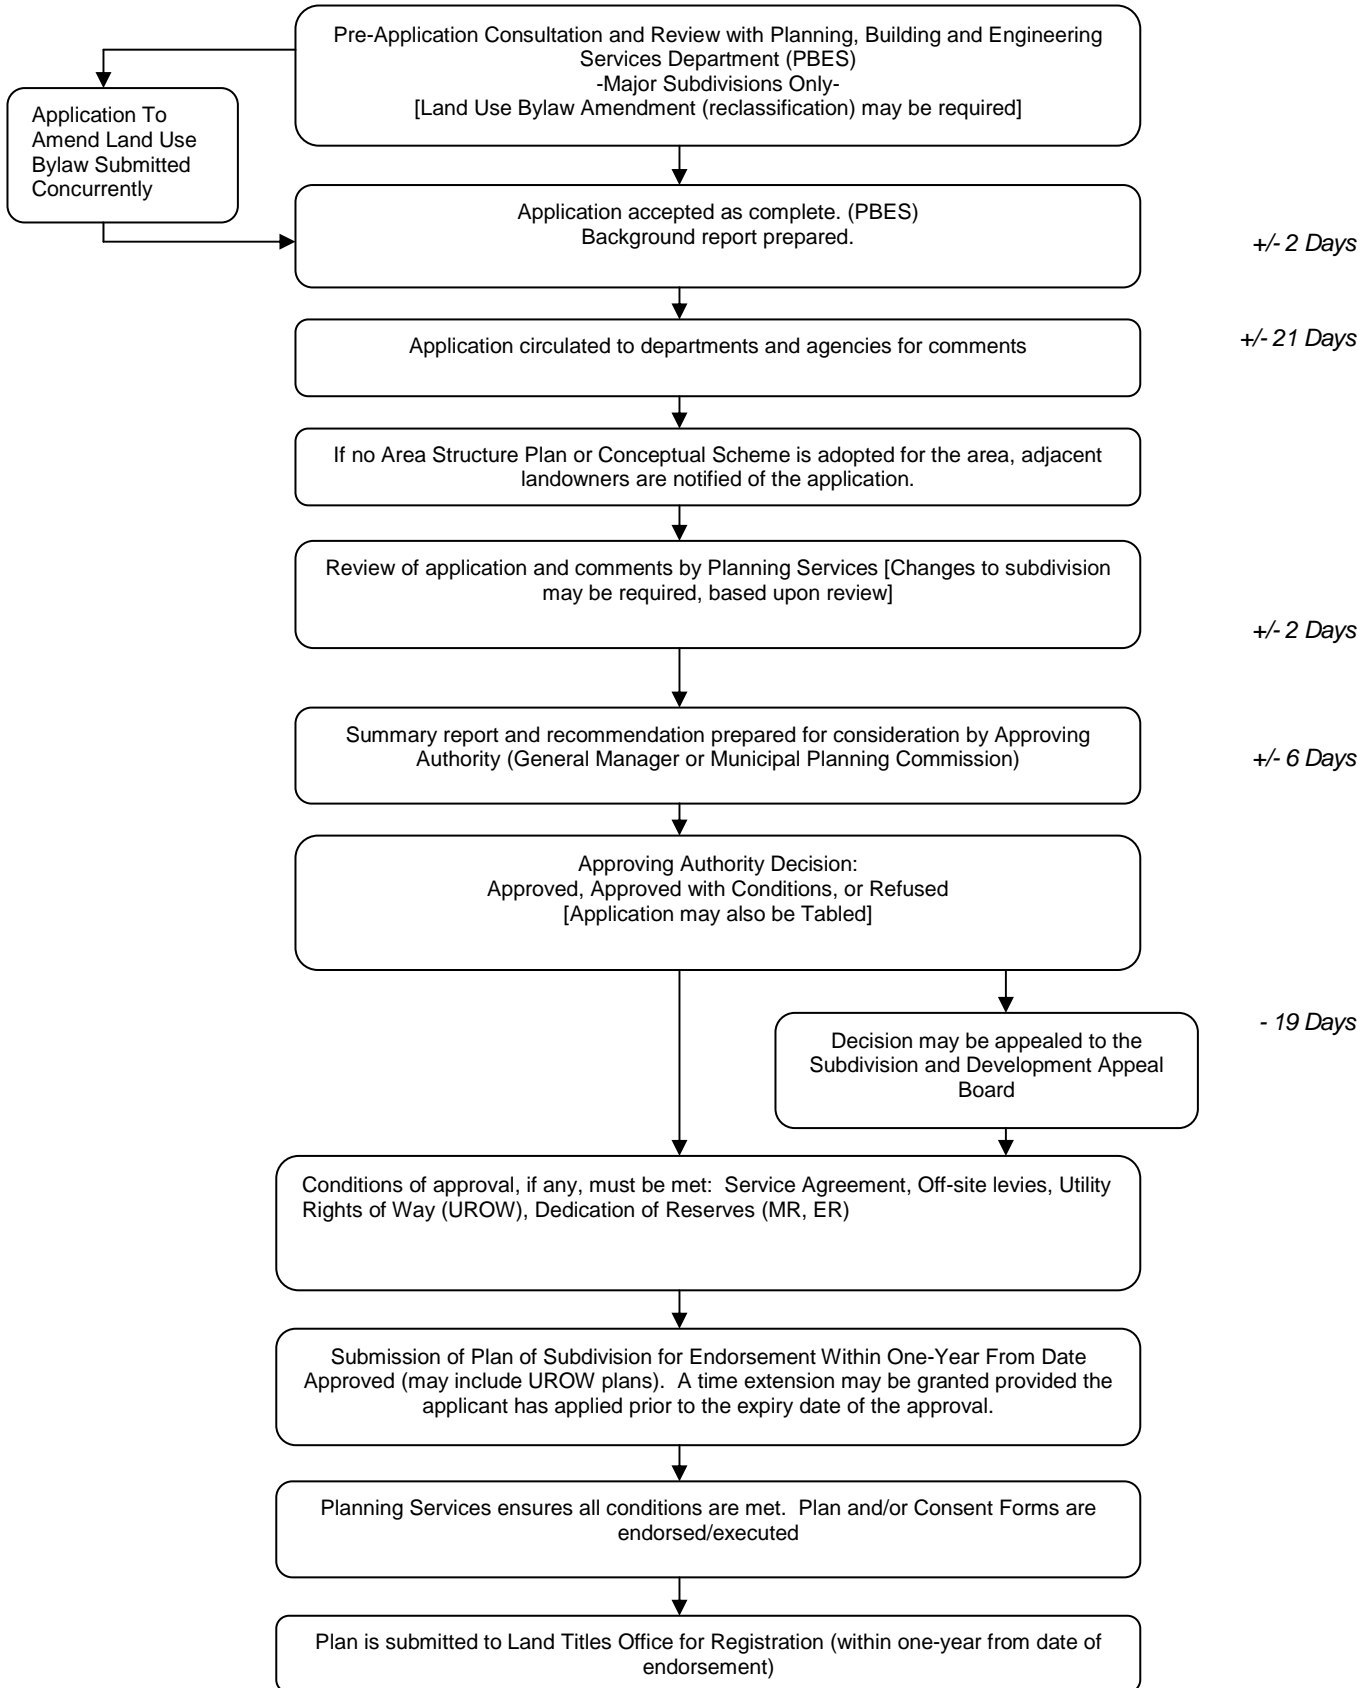 Pre-Application Consultation and Review with Planning, Building and Engineering
Services Department (PBES)
-Major Subdivisions Only-
[Land Use Bylaw Amendment (reclassification) may be required]
Application To
Amend Land Use
Bylaw Submitted
Concurrently
Application accepted as complete. (PBES)
Background report prepared.
+/- 2 Days
Application circulated to departments and agencies for comments
+/- 21 Days
If no Area Structure Plan or Conceptual Scheme is adopted for the area, adjacent
landowners are notified of the application.
Review of application and comments by Planning Services [Changes to subdivision
may be required, based upon review]
+/- 2 Days
Summary report and recommendation prepared for consideration by Approving
Authority (General Manager or Municipal Planning Commission)
+/- 6 Days
Approving Authority Decision:
Approved, Approved with Conditions, or Refused
[Application may also be Tabled]
- 19 Days
Decision may be appealed to the
Subdivision and Development Appeal
Board
Conditions of approval, if any, must be met:  Service Agreement, Off-site levies, Utility
Rights of Way (UROW), Dedication of Reserves (MR, ER)
Submission of Plan of Subdivision for Endorsement Within One-Year From Date
Approved (may include UROW plans).  A time extension may be granted provided the
applicant has applied prior to the expiry date of the approval.
Planning Services ensures all conditions are met.  Plan and/or Consent Forms are
endorsed/executed
Plan is submitted to Land Titles Office for Registration (within one-year from date of
endorsement)